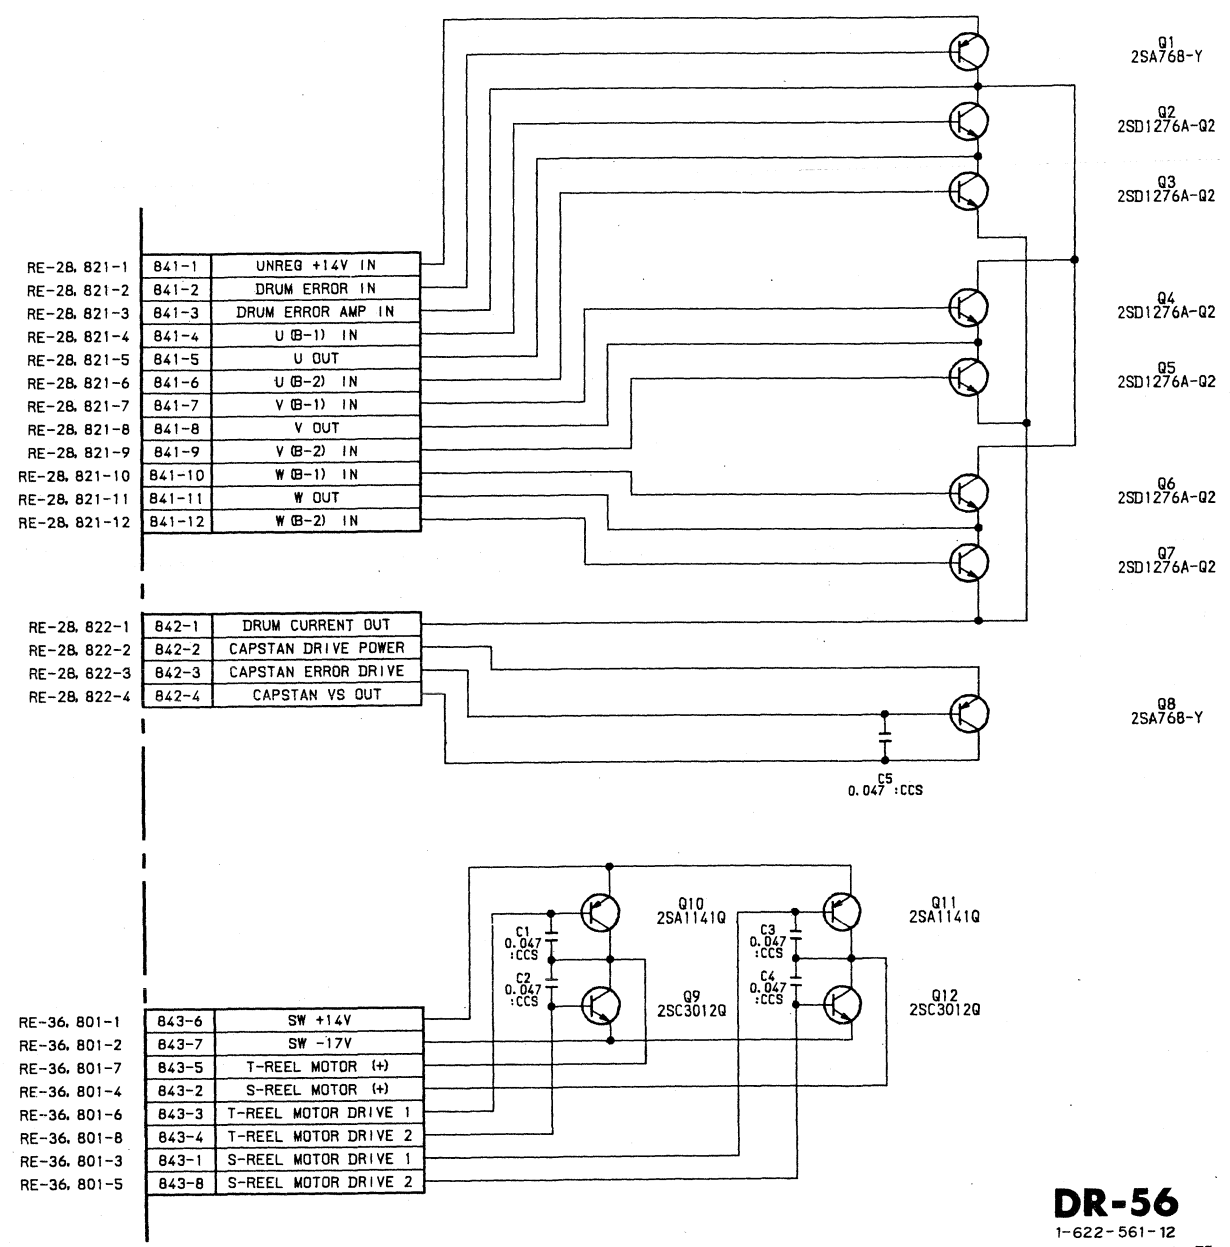 Q1
2SA768-Y
Q2
2SD1276A-Q2
Q3
2SD1276A-Q2
RE-28, 821-1 841-1 UNREG +14V IN
RE-28, 821-2 841-2 DRUM ERROR IN
RE-28, 821-3 841-3 DRUM ERROR AMP IN
RE-28, 821-4 841-4 U (B-1) IN
RE-28, 821-5 841-5 U OUT
RE-28, 821-6 841-6 U (B-2) IN
RE-28, 821-7 841-7 V (B-1) IN
RE-28, 821-8 841-8 V OUT
RE-28, 821-9 841-9 V (B-2) IN
RE-28, 821-10 841-10 W (B-1) IN
RE-28, 821-11 841-11 W OUT
RE-28, 821-12 841-12 W (B-2) IN
Q4
2SD1276A-Q2
Q5
2SD1276A-Q2
Q6
2SD1276A-Q2
Q7
2SD1276A-Q2
RE-28, 822-1 842-1 DRUM CURRENT OUT
RE-28, 822-2 842-2 CAPSTAN DRIVE POWER
RE-28, 822-3 842-3 CAPSTAN ERROR DRIVE
RE-28, 822-4 842-4 CAPSTAN VS OUT
Q8
2SA768-Y
C5
0.047 :CCS
Q10
2SA1141Q
Q11
2SA1141Q
C1
0.047
:CCS
C3
0.047
:CCS
C2
0.047
:CCS
C4
0.047
:CCS
Q9
2SC3012Q
Q12
2SC3012Q
RE-36, 801-1 843-6 SW +14V
RE-36, 801-2 843-7 SW -17V
RE-36, 801-7 843-5 T-REEL MOTOR (+)
RE-36, 801-4 843-2 S-REEL MOTOR (+)
RE-36, 801-6 843-3 T-REEL MOTOR DRIVE 1
RE-36, 801-8 843-4 T-REEL MOTOR DRIVE 2
RE-36, 801-3 843-1 S-REEL MOTOR DRIVE 1
RE-36, 801-5 843-8 S-REEL MOTOR DRIVE 2
DR-56
1-622-561-12